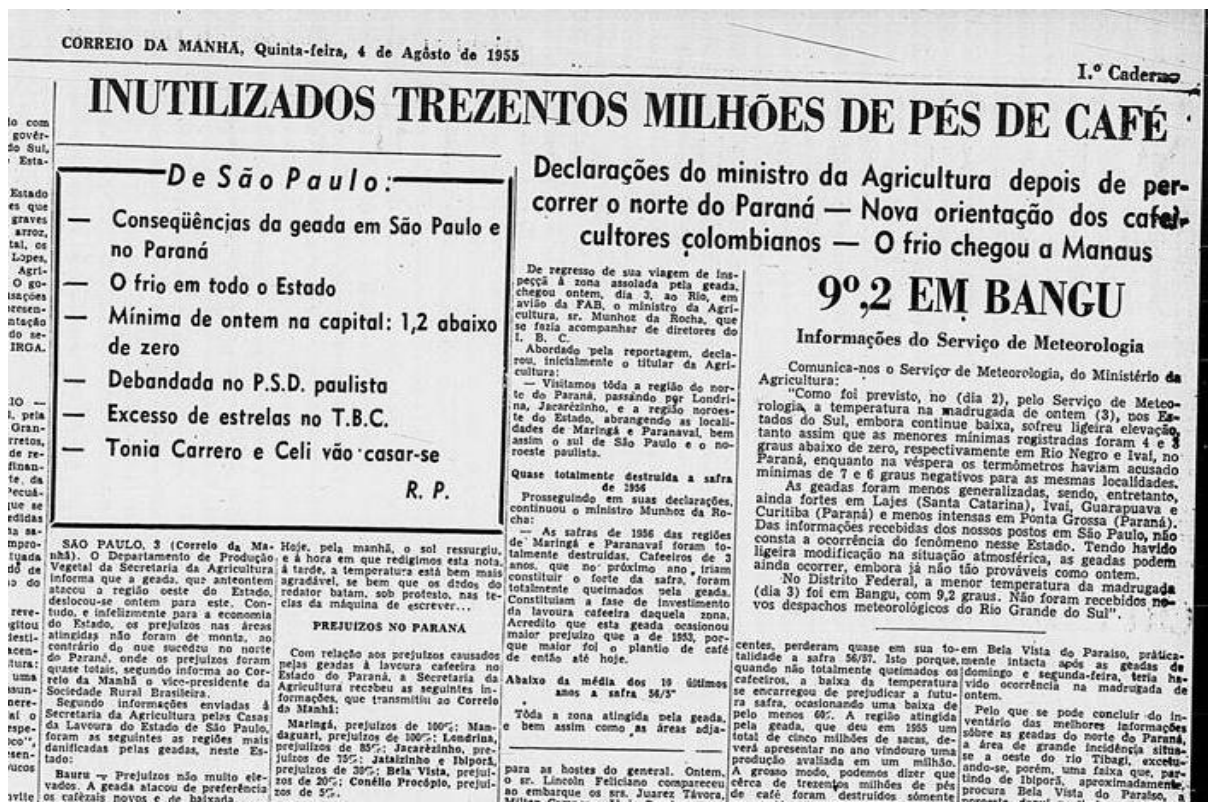 CORREIO DA MANHÃ, Quinta-feira, 4 de Agôsto de 1955
I.º Caderno
INUTILIZADOS TREZENTOS MILHÕES DE PÉS DE CAFÉ
lo com
govêr-
do Sul,
Esta-
Estado
es que
graves
arroz,
tal, os
Lopes,
Agri-
O go-
usações
presen-
ntação
do se-
IRGA.
De São Paulo:
— Conseqüências da geada em São Paulo e
no Paraná
— O frio em todo o Estado
— Mínima de ontem na capital: 1,2 abaixo
de zero
— Debandada no P.S.D. paulista
— Excesso de estrelas no T.B.C.
— Tonia Carrero e Celi vão casar-se
R. P.
SÃO PAULO, 3 (Correio da Ma-
nhã). O Departamento de Produção
Vegetal da Secretaria da Agricultura
informa que a geada, que anteontem
atacou a região oeste do Estado,
deslocou-se ontem para este. Con-
tudo, e infelizmente para a economia
do Estado, os prejuízos nas áreas
atingidas não foram de monta, ao
contrário do que sucedeu no norte
do Paraná, onde os prejuízos foram
quase totais, segundo informa ao Cor-
reio da Manhã o vice-presidente da
Sociedade Rural Brasileira.
Segundo informações enviadas à
Secretaria da Agricultura pelas Casas
da Lavoura do Estado de São Paulo,
foram as seguintes as regiões mais
danificadas pelas geadas, neste Es-
tado:
Bauru — Prejuízos não muito ele-
vados. A geada atacou de preferência
os cafèzais novos e de baixada.
Hoje, pela manhã, o sol ressurgiu,
e à hora em que redigimos esta nota,
à tarde, a temperatura está bem mais
agradável, se bem que os dedos do
redator batam, sob protesto, nas te-
clas da máquina de escrever...
PREJUIZOS NO PARANÁ
Com relação aos prejuízos causados
pelas geadas à lavoura cafeeira no
Estado do Paraná, a Secretaria da
Agricultura recebeu as seguintes in-
formações, que transmitiu ao Correio
da Manhã:
Maringá, prejuízos de 100%; Man-
daguari, prejuízos de 100%; Londrina,
prejuízos de 85%; Jacarèzinho, pre-
juízos de 75%; Jataizinho e Ibiporã,
prejuízos de 30%; Bela Vista, prejuí-
zos de 20%; Conélio Procópio, prejuí-
zos de 5%.
Declarações do ministro da Agricultura depois de per-
correr o norte do Paraná — Nova orientação dos cafei-
cultores colombianos — O frio chegou a Manaus
De regresso de sua viagem de ins-
peçcã à zona assolada pela geada,
chegou ontem, dia 3, ao Rio, em
avião da FAB, o ministro da Agri-
cultura, sr. Munhoz da Rocha, que
se fazia acompanhar de diretores do
I. B. C.
Abordado pela reportagem, decla-
rou, inicialmente o titular da Agri-
cultura:
— Visitamos tôda a região do nor-
te do Paraná, passando por Londri-
na, Jacarèzinho, e a região noroes-
te do Estado, abrangendo as locali-
dades de Maringá e Paranavaí, bem
assim o sul de São Paulo e o no-
roeste paulista.
Quase totalmente destruída a safra
de 1956
Prosseguindo em suas declarações,
continuou o ministro Munhoz da Ro-
cha:
— As safras de 1956 das regiões
de Maringá e Paranavaí foram to-
talmente destruídas. Cafeeiros de 3
anos, que no próximo ano, iriam
constituir o forte da safra, foram
totalmente queimados pela geada.
Constituíam a fase de investimento
da lavoura cafeeira daquela zona.
Acredito que esta geada ocasionou
maior prejuízo que a de 1953, por-
que maior foi o plantio de café
de então até hoje.
Abaixo da média dos 10 últimos
anos a safra
Tôda a zona atingida pela geada,
e bem assim como as áreas adja-
para as hostes do general. Ontem,
o sr. Lincoln Feliciano compareceu
ao embarque os srs. Juarez Távora,
9º,2 EM BANGU
Informações do Serviço de Meteorologia
Comunica-nos o Serviço de Meteorologia, do Ministério da
Agricultura:
"Como foi previsto, no (dia 2), pelo Serviço de Meteo-
rologia, a temperatura na madrugada de ontem (3), nos Es-
tados do Sul, embora continue baixa, sofreu ligeira elevação,
tanto assim que as menores mínimas registradas foram 4 e 3
graus abaixo de zero, respectivamente em Rio Negro e Ivaí, no
Paraná, enquanto na véspera os termômetros haviam acusado
mínimas de 7 e 6 graus negativos para as mesmas localidades.
As geadas foram menos generalizadas, sendo, entretanto,
ainda fortes em Lajes (Santa Catarina), Ivaí, Guarapuava e
Curitiba (Paraná) e menos intensas em Ponta Grossa (Paraná).
Das informações recebidas dos nossos postos em São Paulo, não
consta a ocorrência do fenômeno nesse Estado. Tendo havido
ligeira modificação na situação atmosférica, as geadas podem
ainda ocorrer, embora já não tão prováveis como ontem.
No Distrito Federal, a menor temperatura da madrugada
(dia 3) foi em Bangu, com 9,2 graus. Não foram recebidos no-
vos despachos meteorológicos do Rio Grande do Sul".
centes, perderam quase em sua to-
talidade a safra 56/57. Isto porque,
quando não totalmente queimados os
cafeeiros, a baixa da temperatura
se encarregou de prejudicar a futu-
ra safra, ocasionando uma baixa de
pelo menos 60%. A região atingida
pela geada, que deu em 1955 um
total de cinco milhões de sacas, de-
verá apresentar no ano vindouro uma
produção avaliada em um milhão.
A grosso modo, podemos dizer que
cêrca de trezentos milhões de pés
de café foram destruídos sòmente
em Bela Vista do Paraiso, pràtica-
mente intacta após as geadas de
domingo e segunda-feira, teria ha-
vido ocorrência na madrugada de
ontem.
Pelo que se pode concluir do in-
ventário das melhores informações
sôbre as geadas do norte do Paraná,
a área de grande incidência situa-
se a oeste do rio Tibagi, excetu-
ando-se, porém, uma faixa que, par-
tindo de Ibiporã, aproximadamente,
procura Bela Vista do Paraíso, a